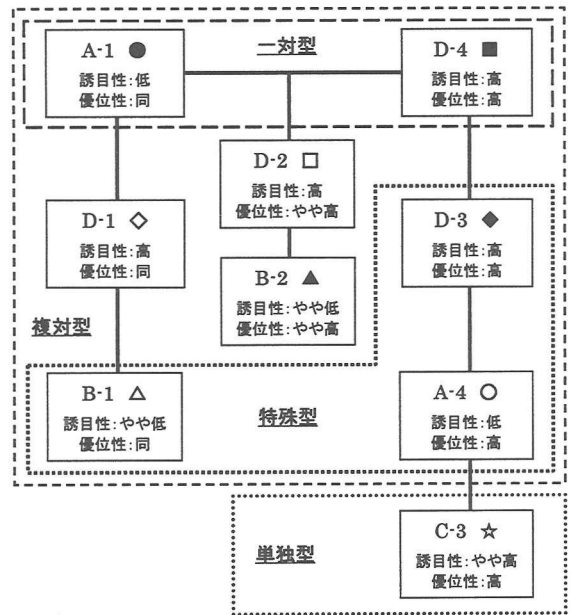 A-1 ●
誘目性:低
優位性:同
一対型
D-4 ■
誘目性:高
優位性:高
D-2 □
誘目性:高
優位性:やや高
D-1 ◇
誘目性:高
優位性:同
D-3 ◆
誘目性:高
優位性:高
B-2 ▲
誘目性:やや低
優位性:やや高
複対型
B-1 △
誘目性:やや低
優位性:同
特殊型
A-4 ○
誘目性:低
優位性:高
単独型
C-3 ☆
誘目性:やや高
優位性:高